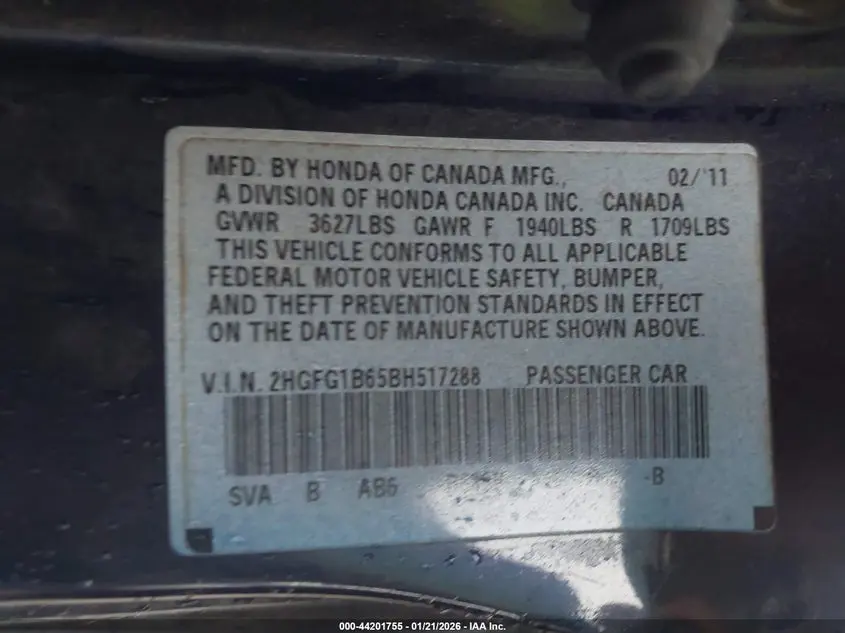 MFD. BY HONDA OF CANADA MFG., 02/'11
A DIVISION OF HONDA CANADA INC. CANADA
GVWR 3627LBS GAWR F 1940LBS R 1709LBS
THIS VEHICLE CONFORMS TO ALL APPLICABLE
FEDERAL MOTOR VEHICLE SAFETY, BUMPER,
AND THEFT PREVENTION STANDARDS IN EFFECT
ON THE DATE OF MANUFACTURE SHOWN ABOVE.
V.I.N. 2HGFG1B65BH517288 PASSENGER CAR
SVA B AB6 -B
000-44201755 - 01/21/2026 - IAA Inc.